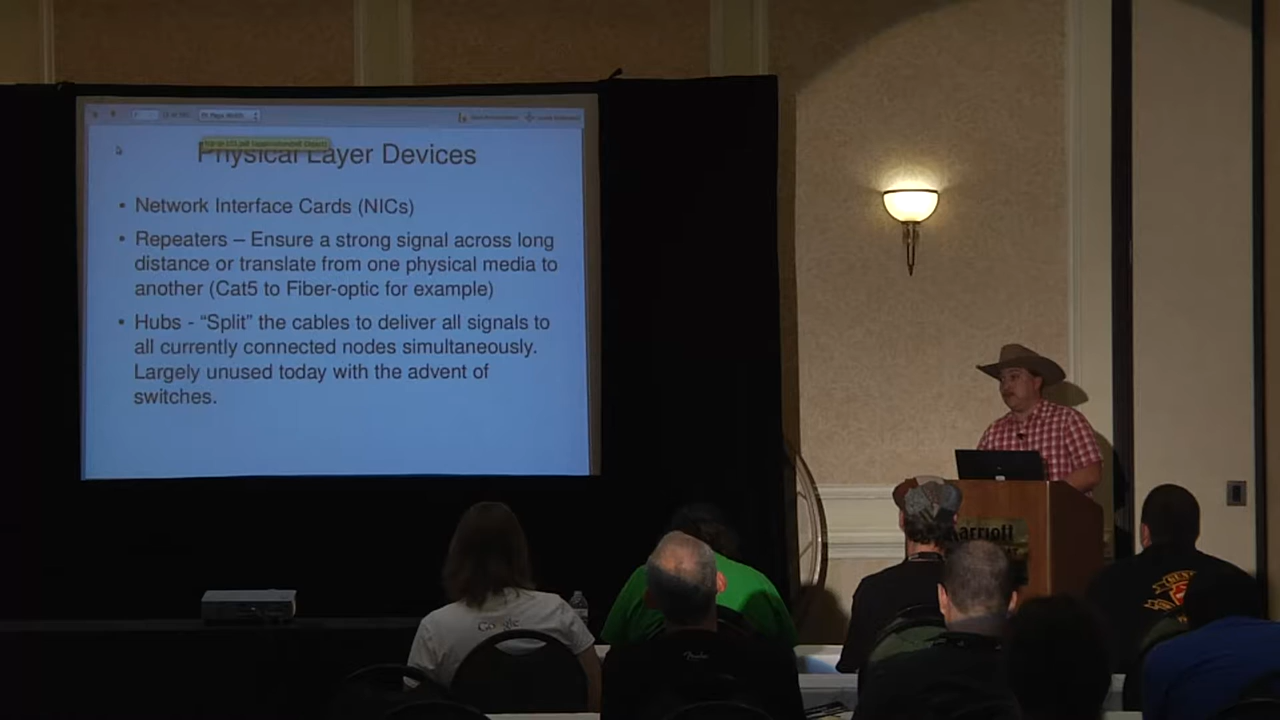 Physical Layer Devices
• Network Interface Cards (NICs)
• Repeaters – Ensure a strong signal across long
distance or translate from one physical media to
another (Cat5 to Fiber-optic for example)
• Hubs - “Split” the cables to deliver all signals to
all currently connected nodes simultaneously.
Largely unused today with the advent of
switches.
Marriott
Google
Fender